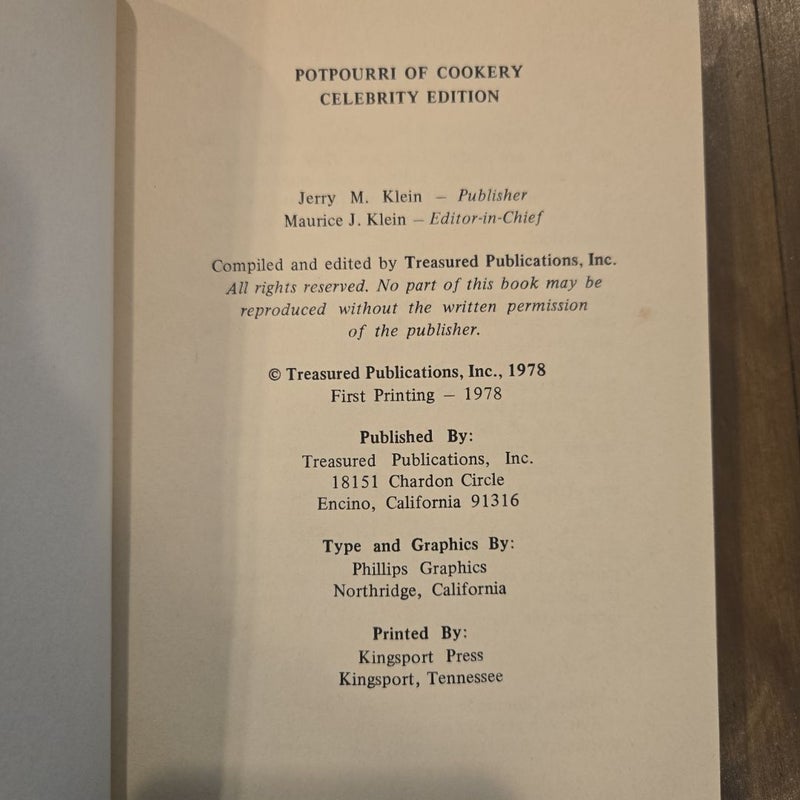 POTPOURRI OF COOKERY
CELEBRITY EDITION
Jerry M. Klein – Publisher
Maurice J. Klein – Editor-in-Chief
Compiled and edited by Treasured Publications, Inc.
All rights reserved. No part of this book may be
reproduced without the written permission
of the publisher.
© Treasured Publications, Inc., 1978
First Printing – 1978
Published By:
Treasured Publications, Inc.
18151 Chardon Circle
Encino, California 91316
Type and Graphics By:
Phillips Graphics
Northridge, California
Printed By:
Kingsport Press
Kingsport, Tennessee